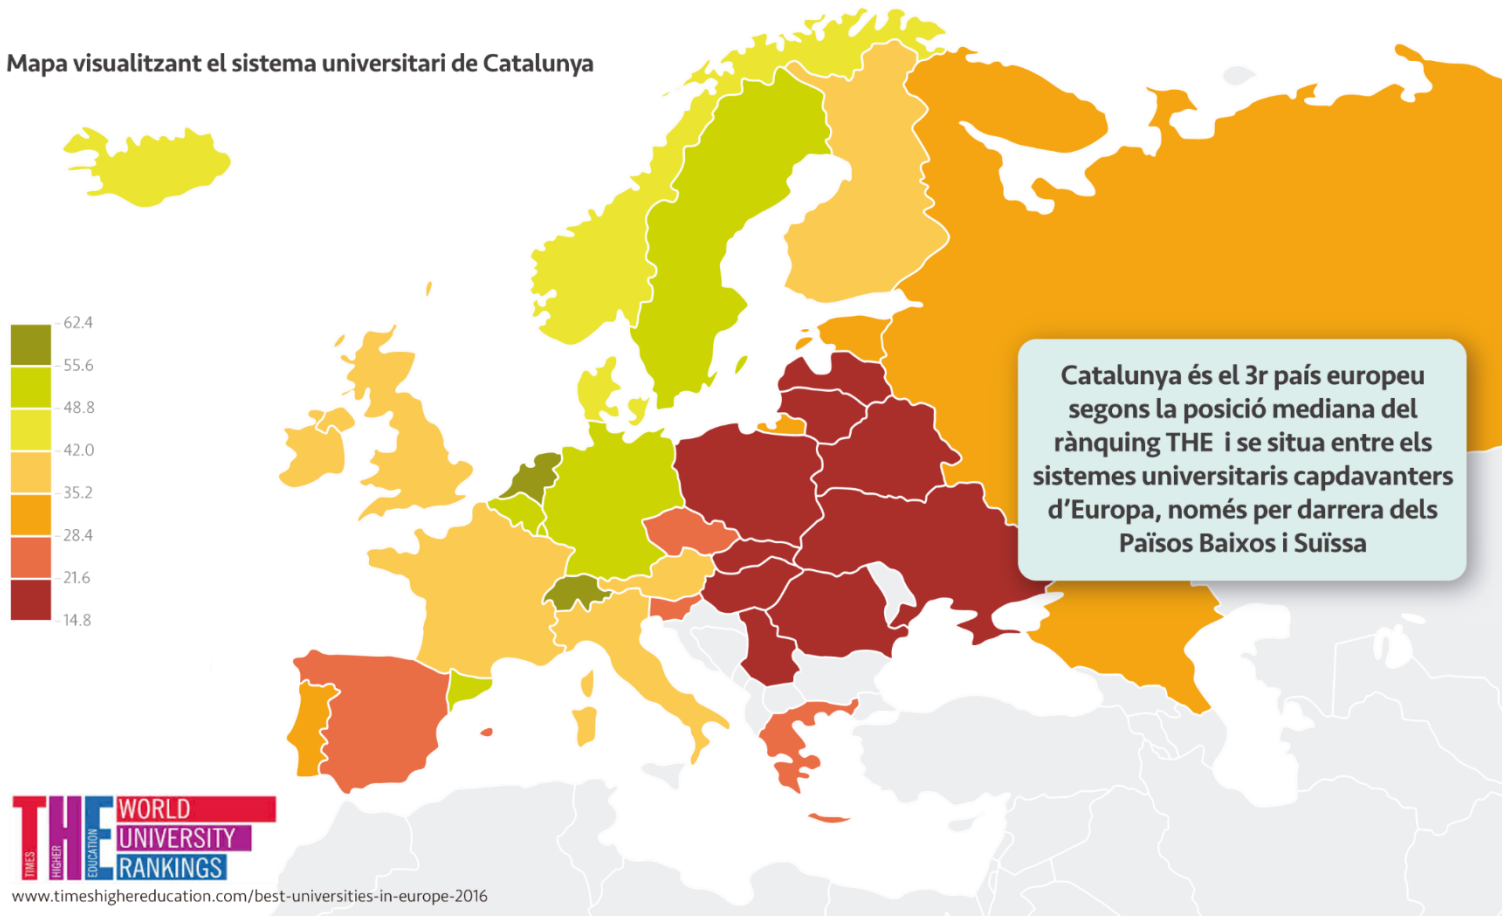 Mapa visualitzant el sistema universitari de Catalunya
62.4
55.6
48.8
42.0
35.2
28.4
21.6
14.8
Catalunya és el 3r país europeu
segons la posició mediana del
rànquing THE i se situa entre els
sistemes universitaris capdavanters
d’Europa, només per darrera dels
Països Baixos i Suïssa
THE
TIMES
HIGHER
EDUCATION
WORLD
UNIVERSITY
RANKINGS
www.timeshighereducation.com/best-universities-in-europe-2016